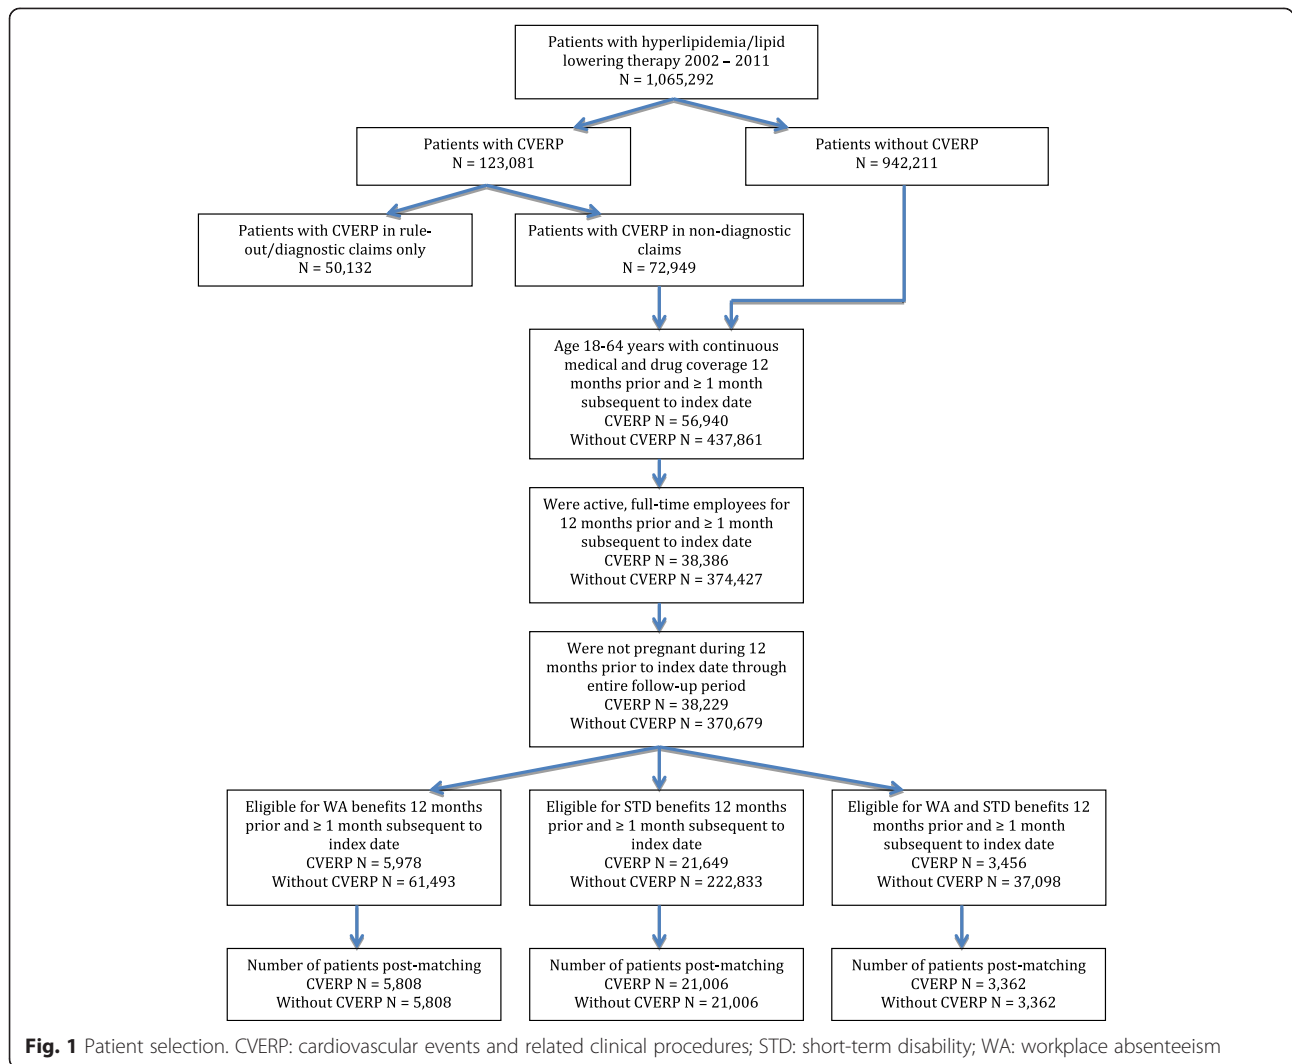 Patients with hyperlipidemia/lipid
lowering therapy 2002 – 2011
N = 1,065,292
Patients with CVERP
N = 123,081
Patients without CVERP
N = 942,211
Patients with CVERP in rule-
out/diagnostic claims only
N = 50,132
Patients with CVERP in non-diagnostic
claims
N = 72,949
Age 18-64 years with continuous
medical and drug coverage 12
months prior and ≥ 1 month
subsequent to index date
CVERP N = 56,940
Without CVERP N = 437,861
Were active, full-time employees for
12 months prior and ≥ 1 month
subsequent to index date
CVERP N = 38,386
Without CVERP N = 374,427
Were not pregnant during 12
months prior to index date through
entire follow-up period
CVERP N = 38,229
Without CVERP N = 370,679
Eligible for WA benefits 12 months
prior and ≥ 1 month subsequent to
index date
CVERP N = 5,978
Without CVERP N = 61,493
Eligible for STD benefits 12 months
prior and ≥ 1 month subsequent to
index date
CVERP N = 21,649
Without CVERP N = 222,833
Eligible for WA and STD benefits 12
months prior and ≥ 1 month
subsequent to index date
CVERP N = 3,456
Without CVERP N = 37,098
Number of patients post-matching
CVERP N = 5,808
Without CVERP N = 5,808
Number of patients post-matching
CVERP N = 21,006
Without CVERP N = 21,006
Number of patients post-matching
CVERP N = 3,362
Without CVERP N = 3,362
Fig. 1 Patient selection. CVERP: cardiovascular events and related clinical procedures; STD: short-term disability; WA: workplace absenteeism